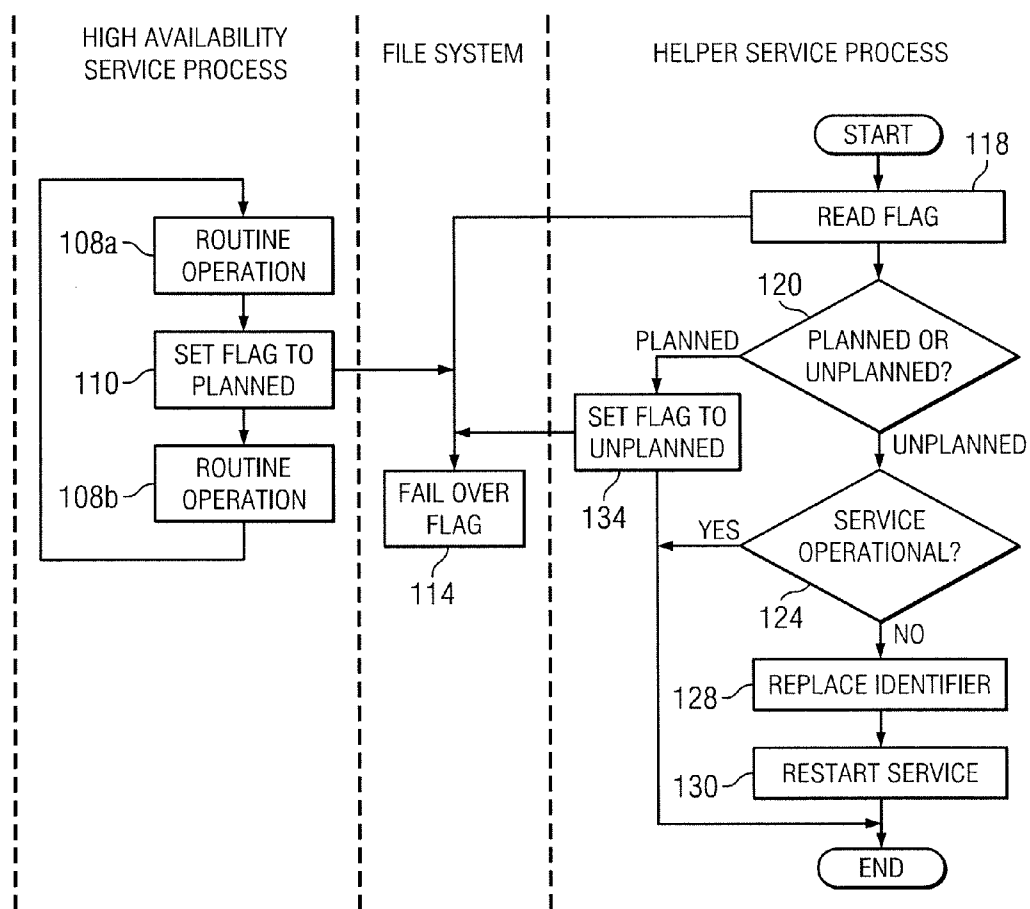 HIGH AVAILABILITY
SERVICE PROCESS
FILE SYSTEM
HELPER SERVICE PROCESS
START
118
READ FLAG
108a
ROUTINE
OPERATION
120
PLANNED OR
UNPLANNED?
PLANNED
110
SET FLAG TO
PLANNED
SET FLAG TO
UNPLANNED
134
UNPLANNED
108b
ROUTINE
OPERATION
FAIL OVER
FLAG
114
YES
SERVICE
OPERATIONAL?
124
NO
128
REPLACE IDENTIFIER
130
RESTART SERVICE
END